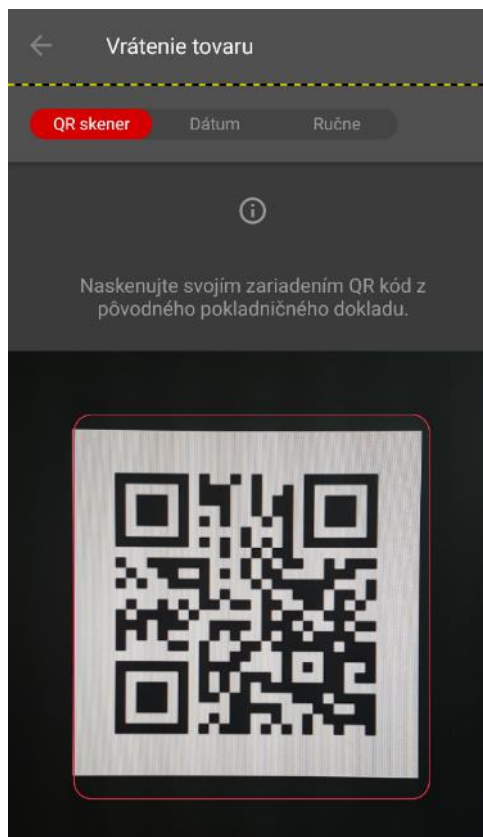 Vrátenie tovaru
QR skener
Dátum
Ručne
Naskenujte svojím zariadením QR kód z
pôvodného pokladničného dokladu.